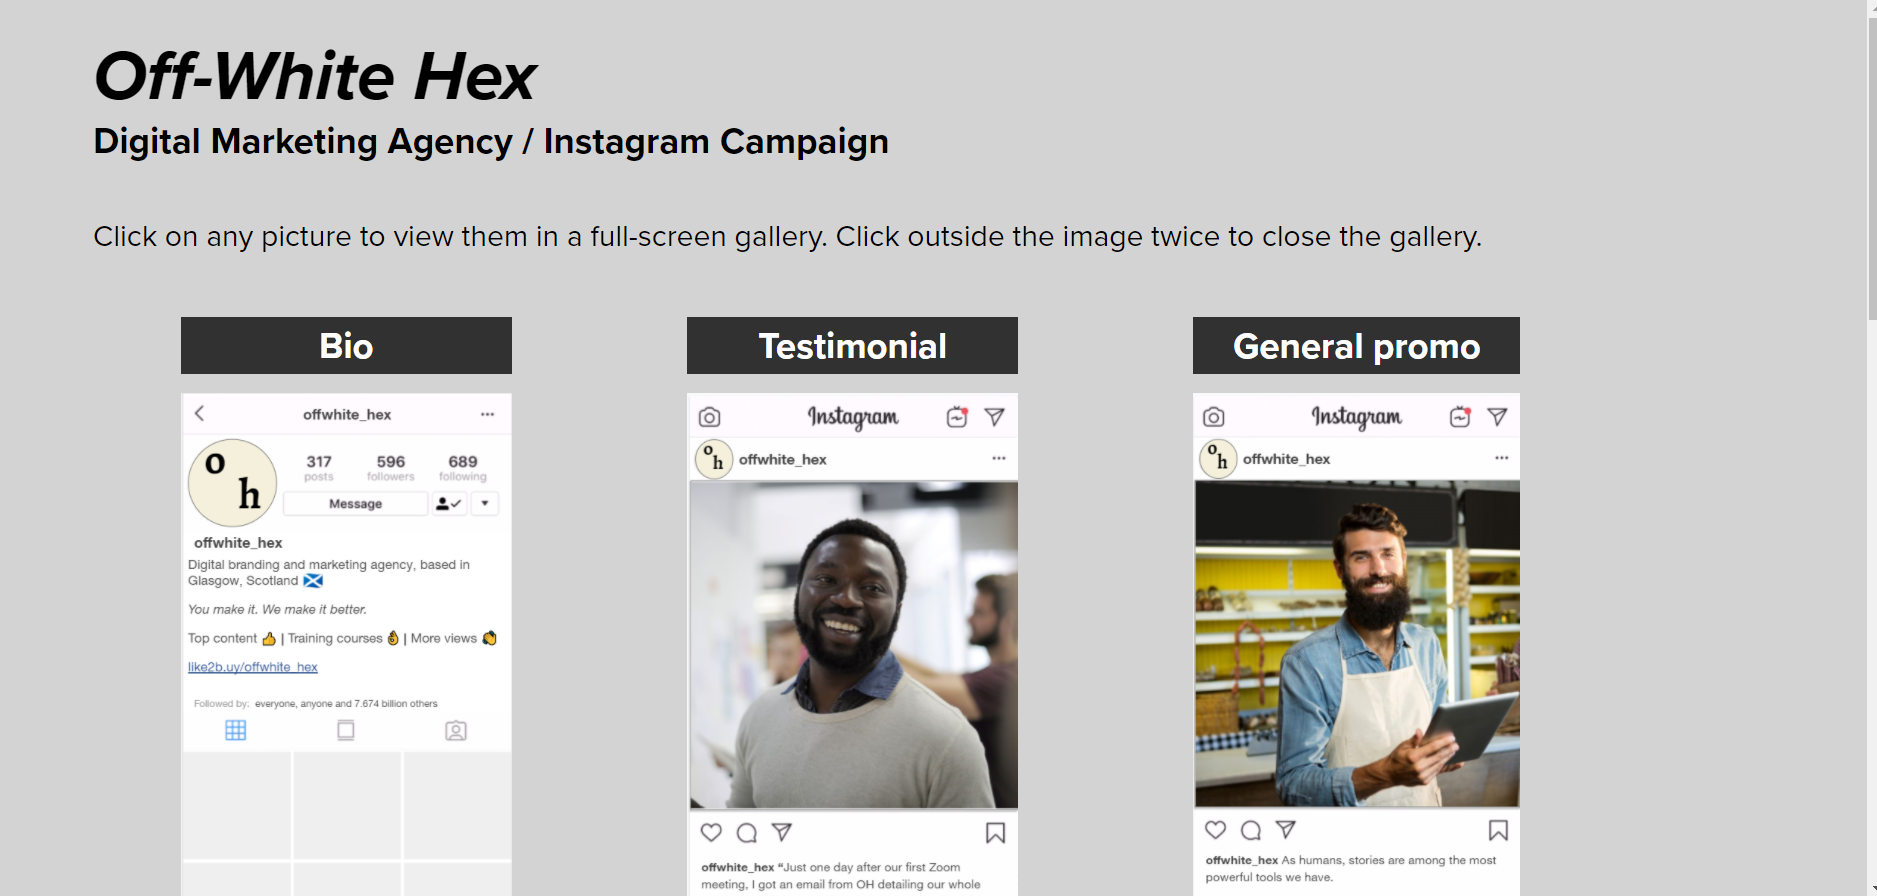 Off-White Hex
Digital Marketing Agency / Instagram Campaign
Click on any picture to view them in a full-screen gallery. Click outside the image twice to close the gallery.
Bio
offwhite_hex
o
h
317 596 689
posts followers following
Message
offwhite_hex
Digital branding and marketing agency, based in
Glasgow, Scotland 🏴󠁧󠁢󠁳󠁣󠁴󠁿
You make it. We make it better.
Top content 👍 | Training courses 👌 | More views 👏
like2b.uy/offwhite_hex
Followed by: everyone, anyone and 7.674 billion others
Testimonial
Instagram
o
h
offwhite_hex
offwhite_hex “Just one day after our first Zoom
meeting, I got an email from OH detailing our whole
General promo
Instagram
o
h
offwhite_hex
offwhite_hex As humans, stories are among the most
powerful tools we have.